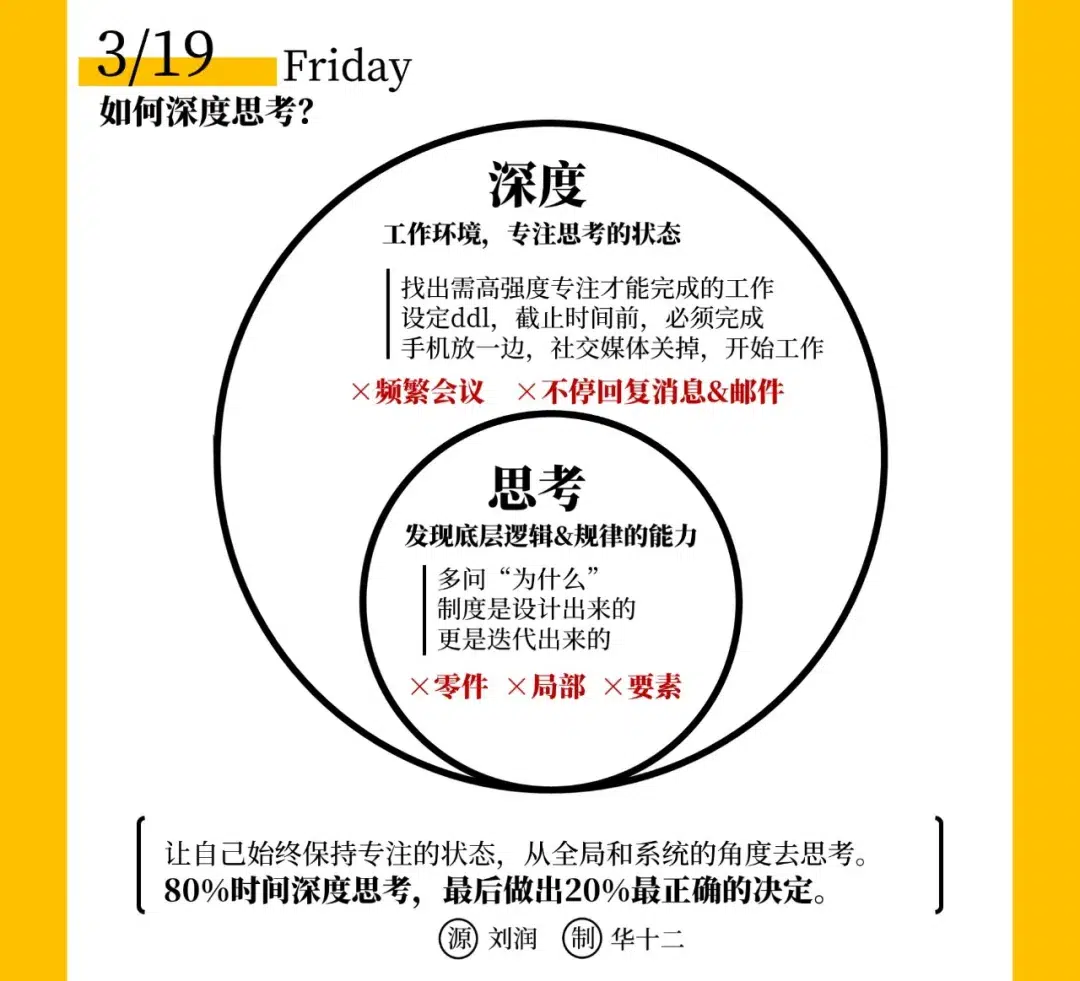 3/19 Friday
如何深度思考?
深度
工作环境，专注思考的状态
找出需高强度专注才能完成的工作
设定ddl，截止时间前，必须完成
手机放一边，社交媒体关掉，开始工作
×频繁会议 ×不停回复消息&邮件
思考
发现底层逻辑&规律的能力
多问“为什么”
制度是设计出来的
更是迭代出来的
×零件 ×局部 ×要素
让自己始终保持专注的状态，从全局和系统的角度去思考。
80%时间深度思考，最后做出20%最正确的决定。
源 刘润 制 华十二